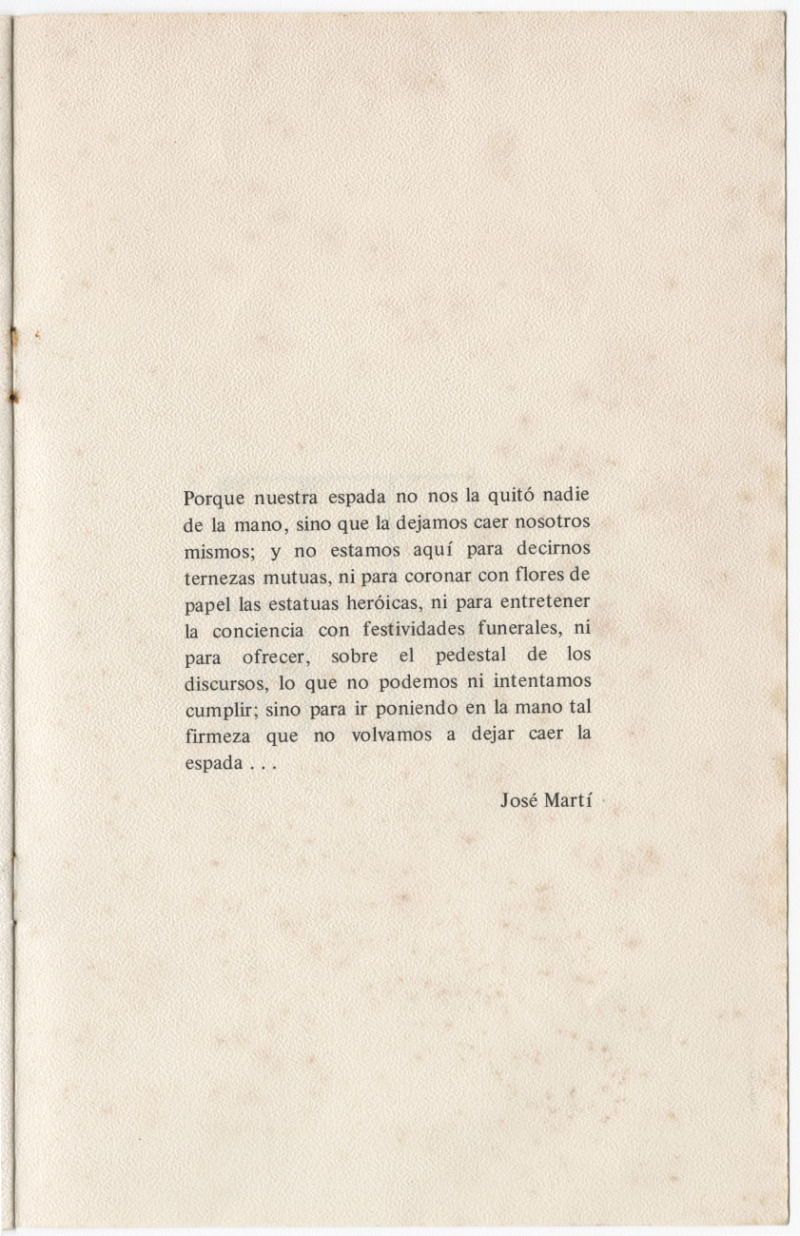 Porque nuestra espada no nos la quitó nadie
de la mano, sino que la dejamos caer nosotros
mismos; y no estamos aquí para decirnos
ternezas mutuas, ni para coronar con flores de
papel las estatuas heróicas, ni para entretener
la conciencia con festividades funerales, ni
para ofrecer, sobre el pedestal de los
discursos, lo que no podemos ni intentamos
cumplir; sino para ir poniendo en la mano tal
firmeza que no volvamos a dejar caer la
espada . . .
José Martí